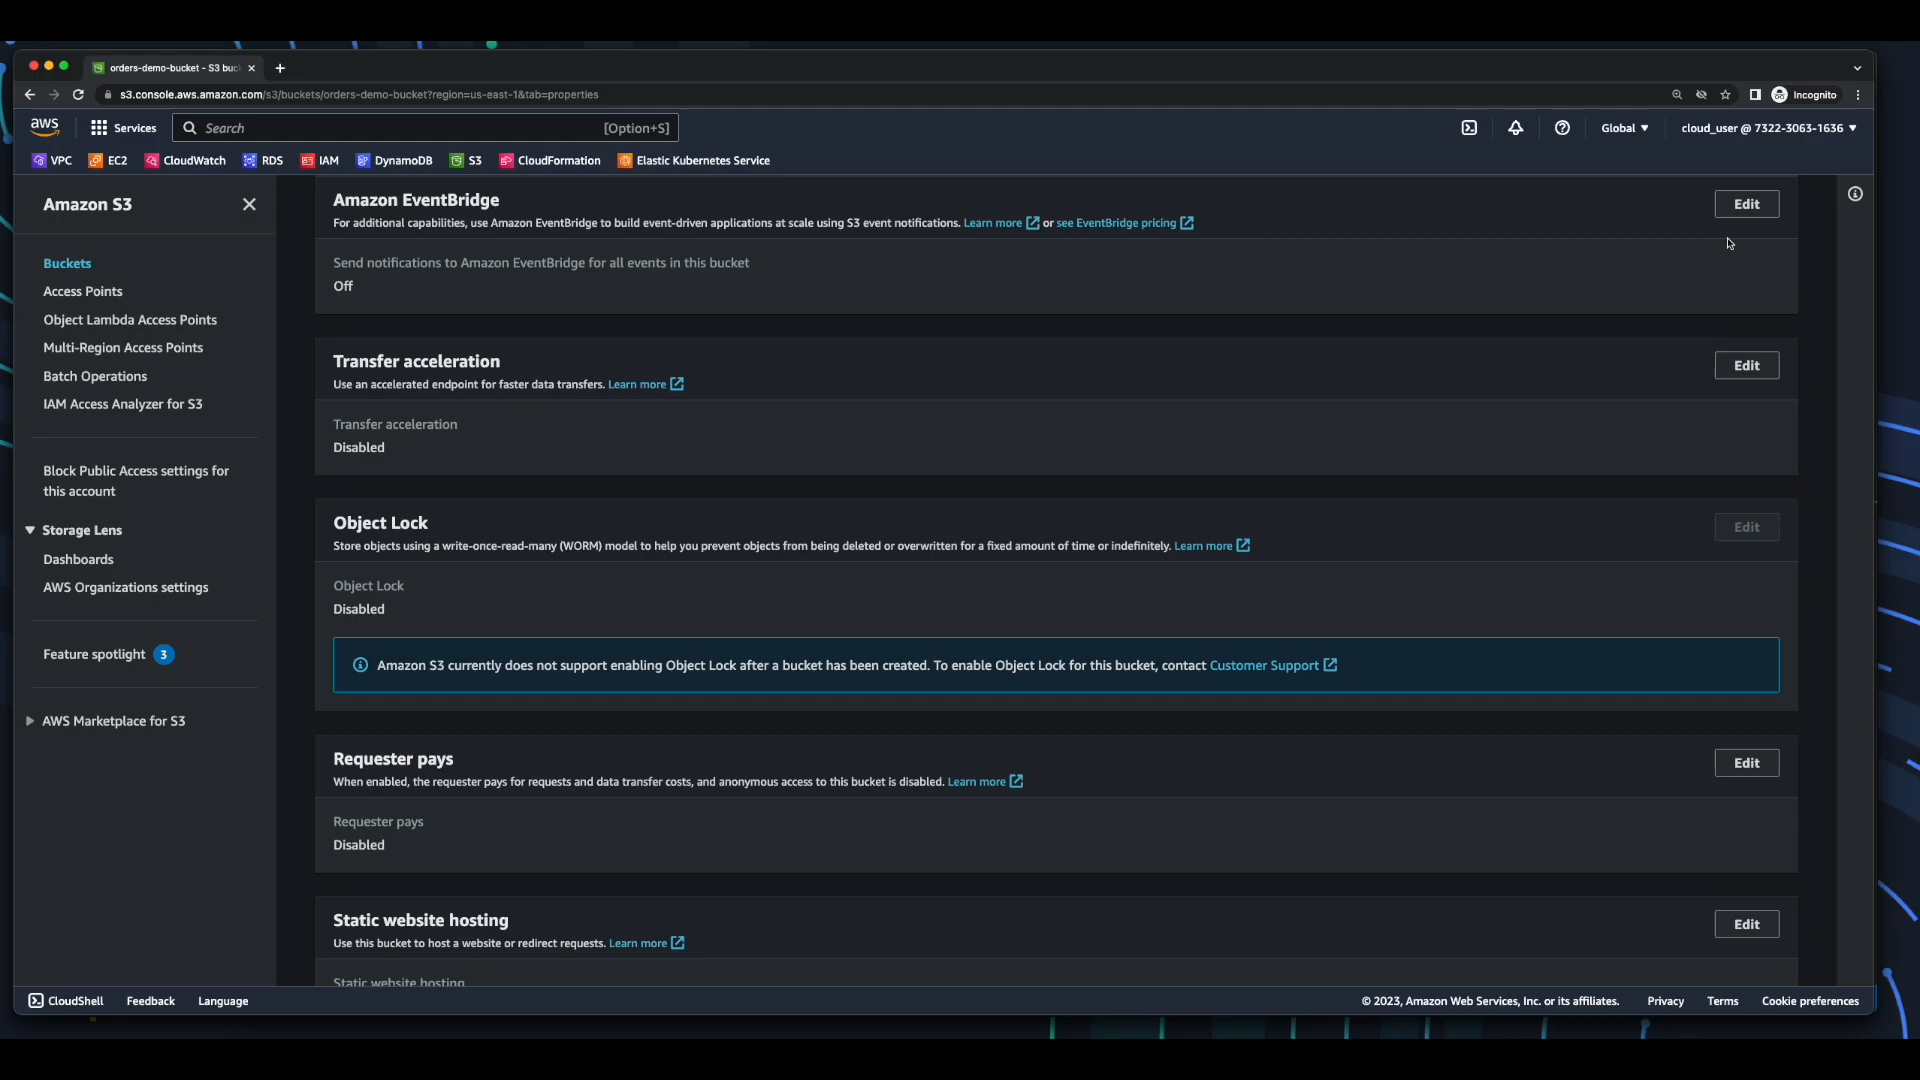 orders-demo-bucket - S3 buc
s3.console.aws.amazon.com/s3/buckets/orders-demo-bucket?region=us-east-1&tab=properties
Incognito
aws
Services
Search
[Option+S]
Global
cloud_user @ 7322-3063-1636
VPC
EC2
CloudWatch
RDS
IAM
DynamoDB
S3
CloudFormation
Elastic Kubernetes Service
Amazon S3
Buckets
Access Points
Object Lambda Access Points
Multi-Region Access Points
Batch Operations
IAM Access Analyzer for S3
Block Public Access settings for
this account
Storage Lens
Dashboards
AWS Organizations settings
Feature spotlight 3
AWS Marketplace for S3
Amazon EventBridge
Edit
For additional capabilities, use Amazon EventBridge to build event-driven applications at scale using S3 event notifications. Learn more or see EventBridge pricing
Send notifications to Amazon EventBridge for all events in this bucket
Off
Transfer acceleration
Edit
Use an accelerated endpoint for faster data transfers. Learn more
Transfer acceleration
Disabled
Object Lock
Edit
Store objects using a write-once-read-many (WORM) model to help you prevent objects from being deleted or overwritten for a fixed amount of time or indefinitely. Learn more
Object Lock
Disabled
Amazon S3 currently does not support enabling Object Lock after a bucket has been created. To enable Object Lock for this bucket, contact Customer Support
Requester pays
Edit
When enabled, the requester pays for requests and data transfer costs, and anonymous access to this bucket is disabled. Learn more
Requester pays
Disabled
Static website hosting
Edit
Use this bucket to host a website or redirect requests. Learn more
Static website hosting
CloudShell
Feedback
Language
© 2023, Amazon Web Services, Inc. or its affiliates.
Privacy
Terms
Cookie preferences